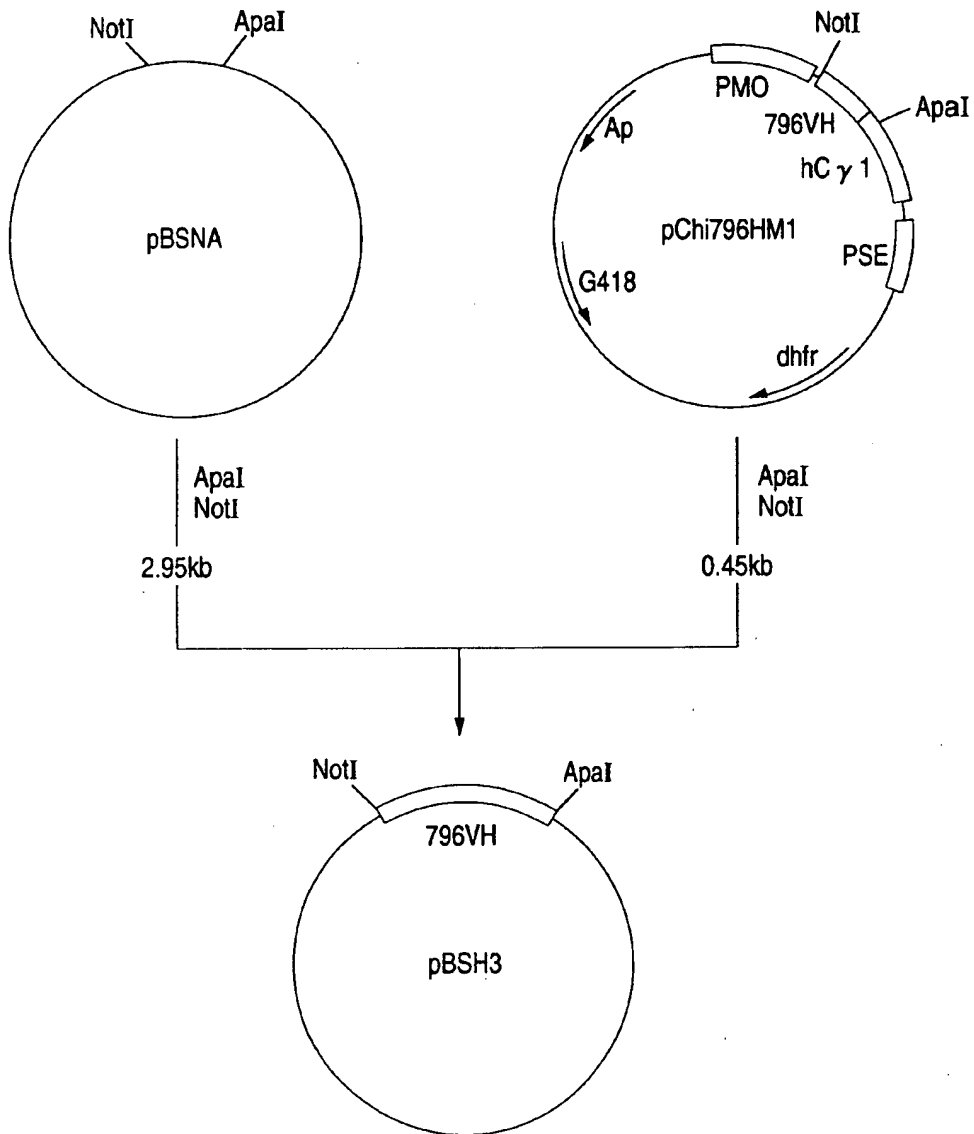 NotI
ApaI
pBSNA
NotI
ApaI
PMO
796VH
hC γ 1
Ap
pChi796HM1
PSE
G418
dhfr
ApaI
NotI
2.95kb
ApaI
NotI
0.45kb
NotI
ApaI
796VH
pBSH3